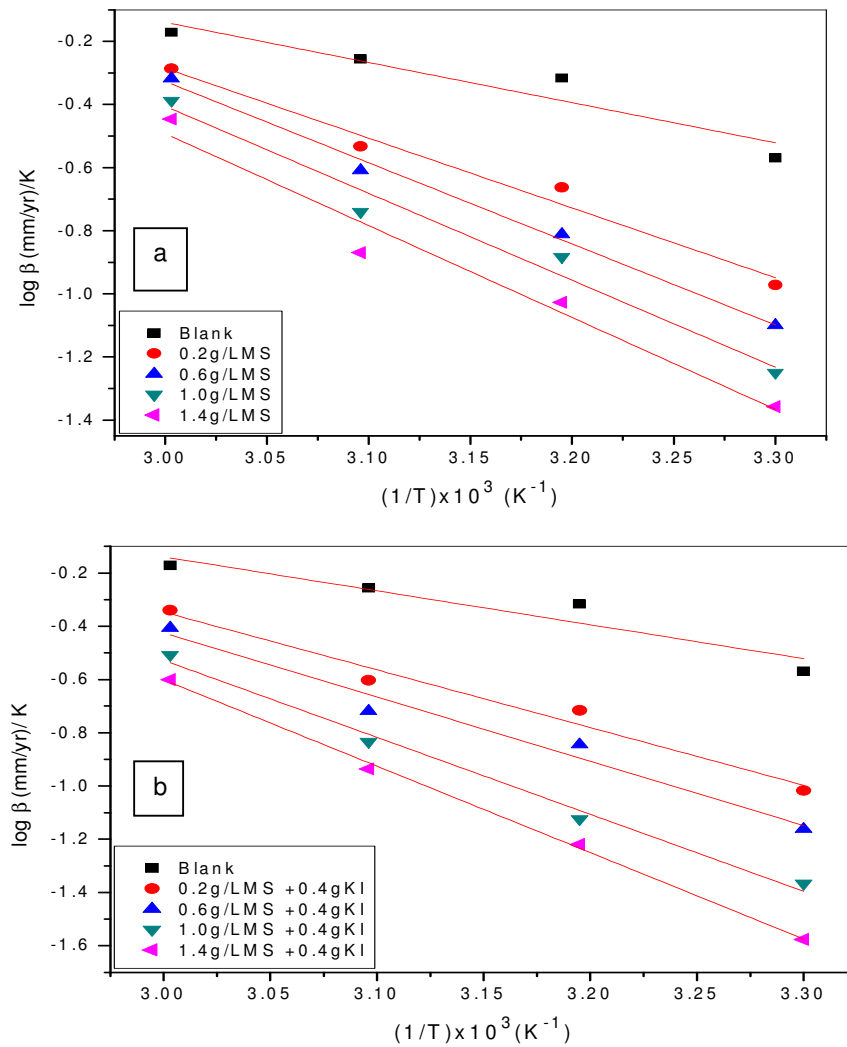 -0.2
-0.4
-0.6
-0.8
-1.0
-1.2
-1.4
log β (mm/yr)/K
a
Blank
0.2g/LMS
0.6g/LMS
1.0g/LMS
1.4g/LMS
3.00 3.05 3.10 3.15 3.20 3.25 3.30
(1/T)x10³ (K⁻¹)
-0.2
-0.4
-0.6
-0.8
-1.0
-1.2
-1.4
-1.6
log β (mm/yr)/ K
b
Blank
0.2g/LMS +0.4gKI
0.6g/LMS +0.4gKI
1.0g/LMS +0.4gKI
1.4g/LMS +0.4gKI
3.00 3.05 3.10 3.15 3.20 3.25 3.30
(1/T)x10³(K⁻¹)